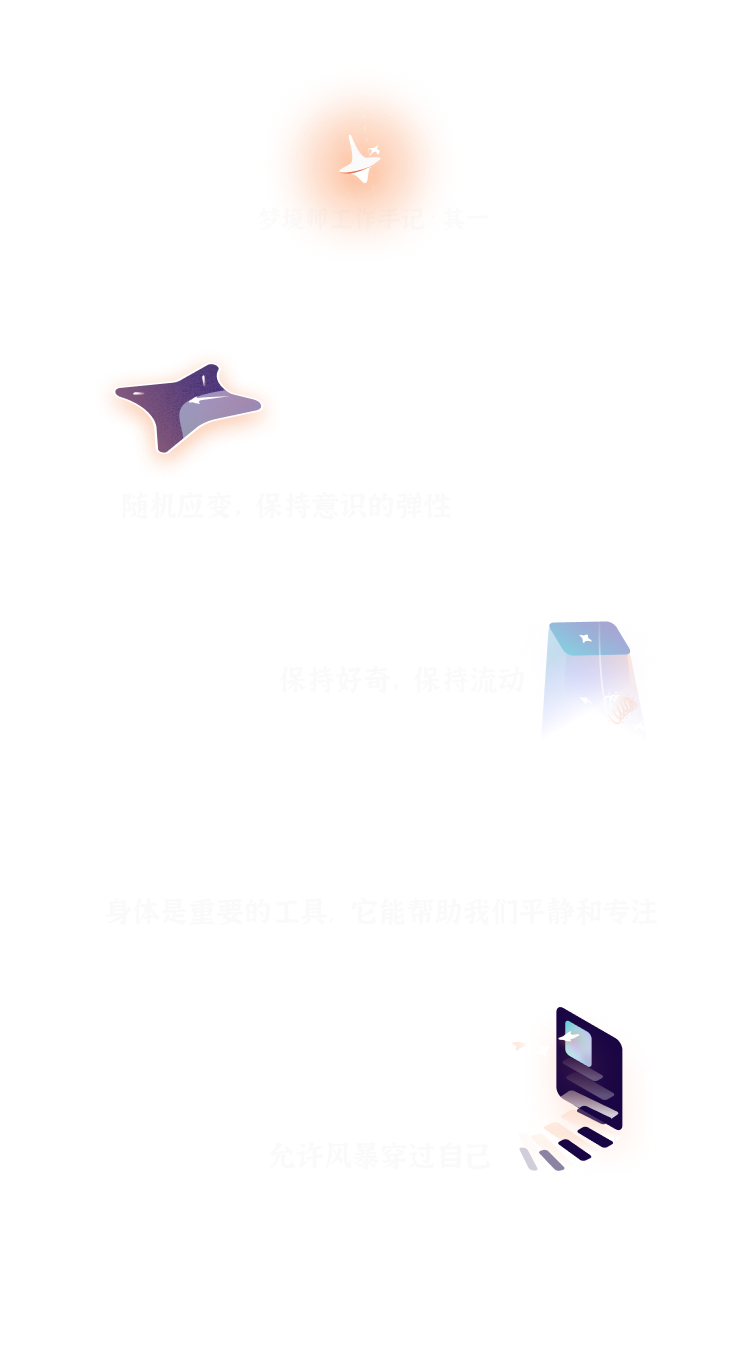 梦境师工作手记·其一
随机应变，保持意识的弹性
保持好奇，保持流动
身体是重要的工具，它能帮助我们平静和专注
允许风暴穿过自己